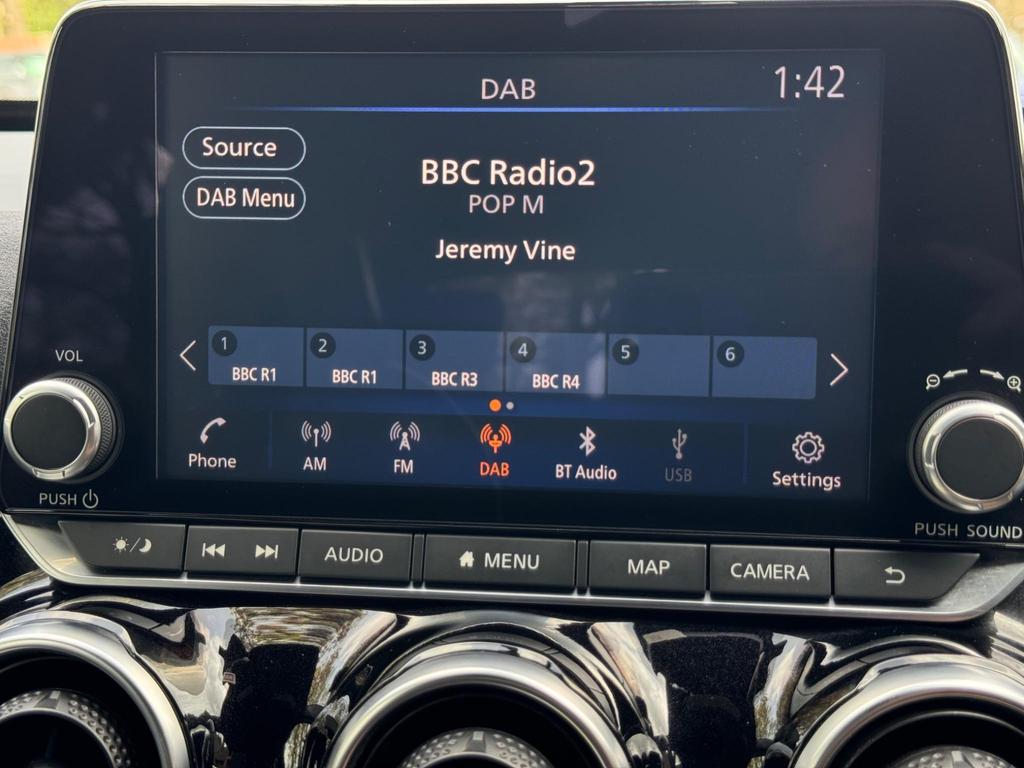 DAB
1:42
Source
DAB Menu
BBC Radio2
POP M
Jeremy Vine
1
BBC R1
2
BBC R1
3
BBC R3
4
BBC R4
5
6
Phone
AM
FM
DAB
BT Audio
USB
Settings
VOL
PUSH
PUSH SOUND
AUDIO
MENU
MAP
CAMERA